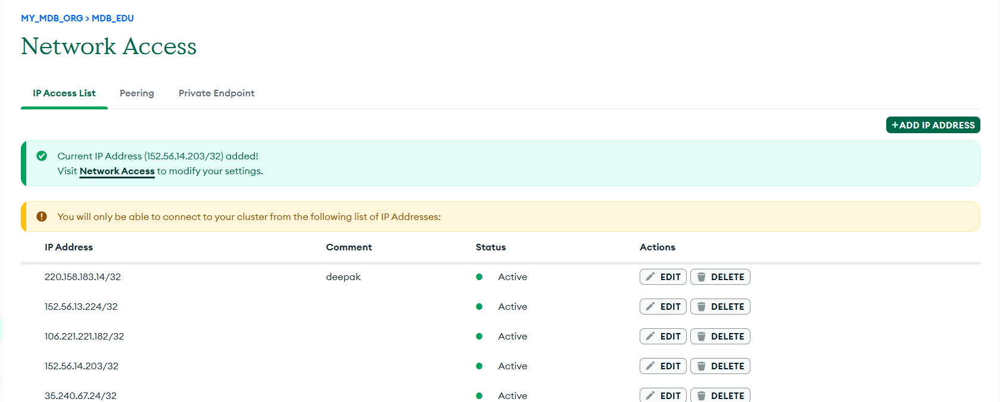 MY_MDB_ORG > MDB_EDU
Network Access
IP Access List Peering Private Endpoint
+ADD IP ADDRESS
Current IP Address (152.56.14.203/32) added!
Visit Network Access to modify your settings.
You will only be able to connect to your cluster from the following list of IP Addresses:
IP Address Comment Status Actions
220.158.183.14/32 deepak Active EDIT DELETE
152.56.13.224/32 Active EDIT DELETE
106.221.221.182/32 Active EDIT DELETE
152.56.14.203/32 Active EDIT DELETE
35.240.67.24/32 Active EDIT DELETE